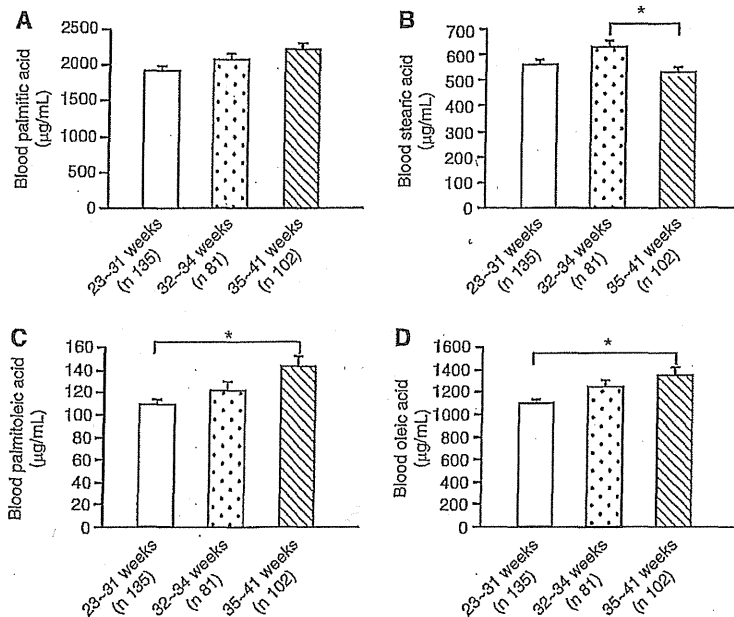 A
Blood palmitic acid
(µg/mL)
2500
2000
1500
1000
500
0
23~31 weeks
(n 135)
32~34 weeks
(n 81)
35~41 weeks
(n 102)
B
*
Blood stearic acid
(µg/mL)
700
600
500
400
300
200
100
0
23~31 weeks
(n 135)
32~34 weeks
(n 81)
35~41 weeks
(n 102)
C
*
Blood palmitoleic acid
(µg/mL)
160
140
120
100
80
60
40
20
0
23~31 weeks
(n 135)
32~34 weeks
(n 81)
35~41 weeks
(n 102)
D
*
Blood oleic acid
(µg/mL)
1600
1400
1200
1000
800
600
400
200
0
23~31 weeks
(n 135)
32~34 weeks
(n 81)
35~41 weeks
(n 102)